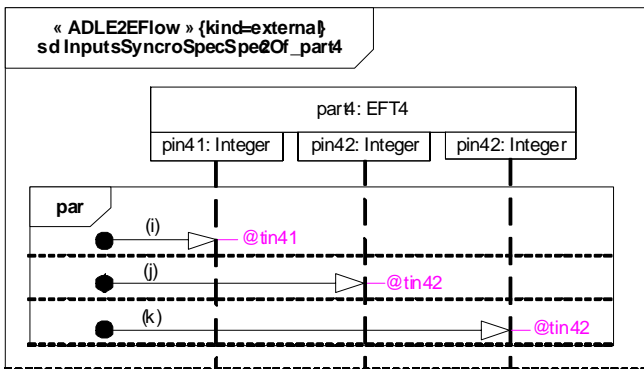 « ADLE2EFlow » {kind=external}
sd InputsSyncroSpecSpec2Of_part4
part4: EFT4
pin41: Integer pin42: Integer pin42: Integer
par
(i) @tin41
(j) @tin42
(k) @tin42